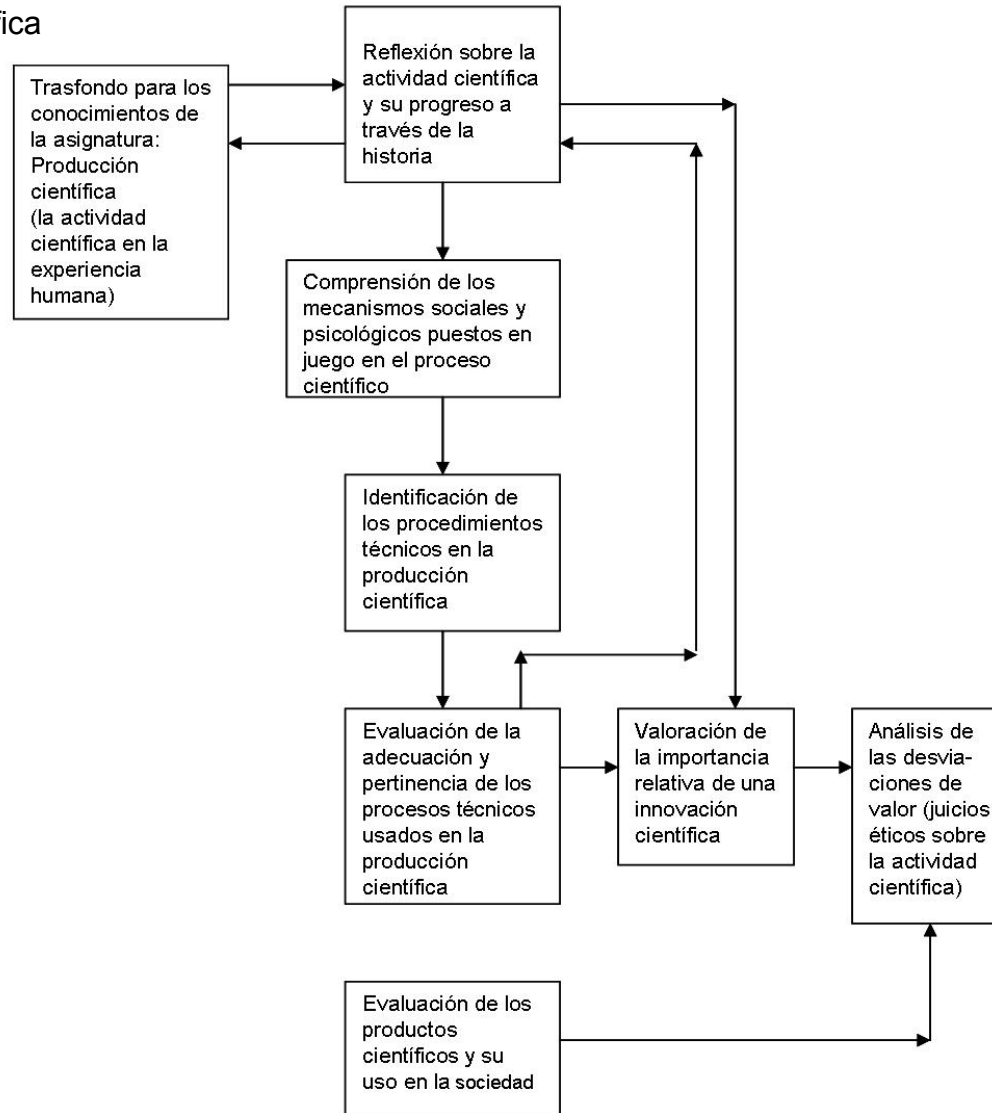 fica
Trasfondo para los
conocimientos de
la asignatura:
Producción
científica
(la actividad
científica en la
experiencia
humana)
Reflexión sobre la
actividad científica
y su progreso a
través de la
historia
Comprensión de los
mecanismos sociales y
psicológicos puestos en
juego en el proceso
científico
Identificación de
los procedimientos
técnicos en la
producción
científica
Evaluación de la
adecuación y
pertinencia de los
procesos técnicos
usados en la
producción
científica
Valoración de
la importancia
relativa de una
innovación
científica
Análisis de
las desvia-
ciones de
valor (juicios
éticos sobre
la actividad
científica)
Evaluación de los
productos
científicos y su
uso en la sociedad